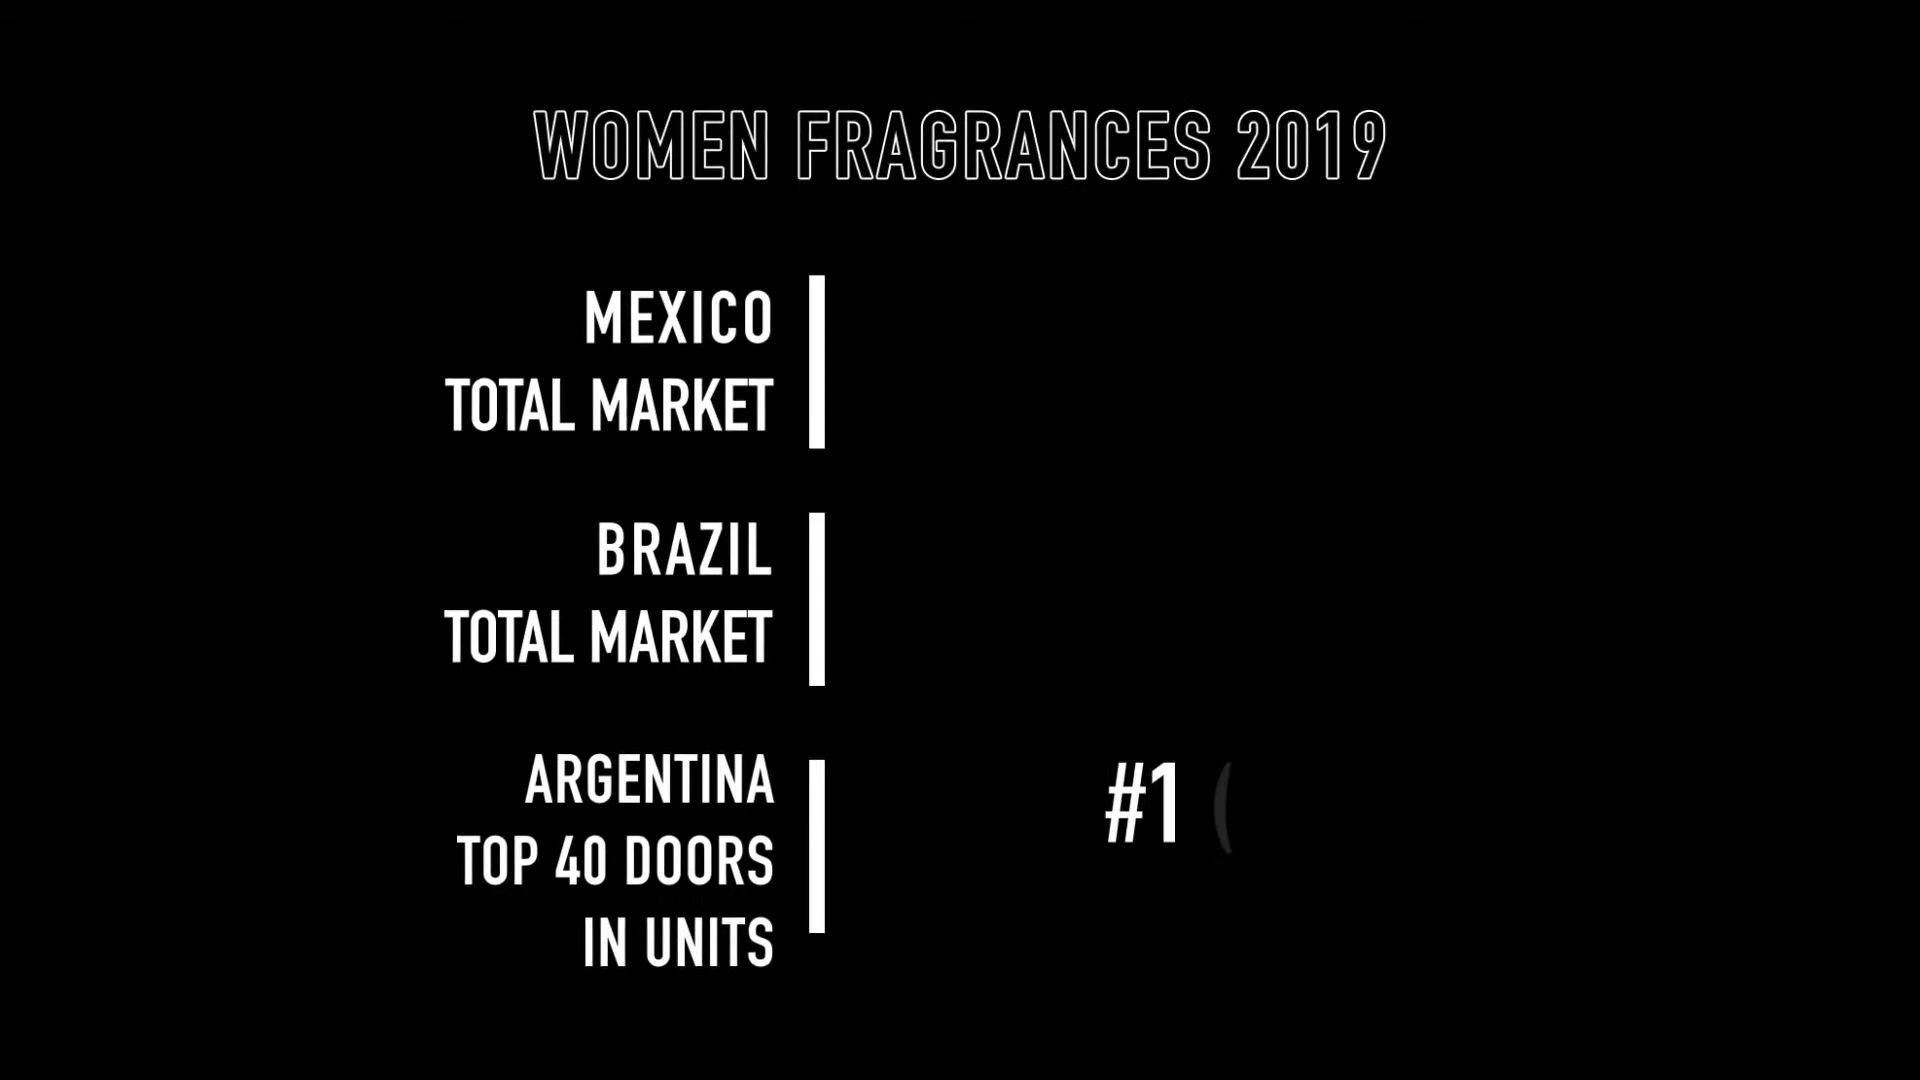 WOMEN FRAGRANCES 2019
MEXICO
TOTAL MARKET
BRAZIL
TOTAL MARKET
ARGENTINA
TOP 40 DOORS
IN UNITS
#1 (